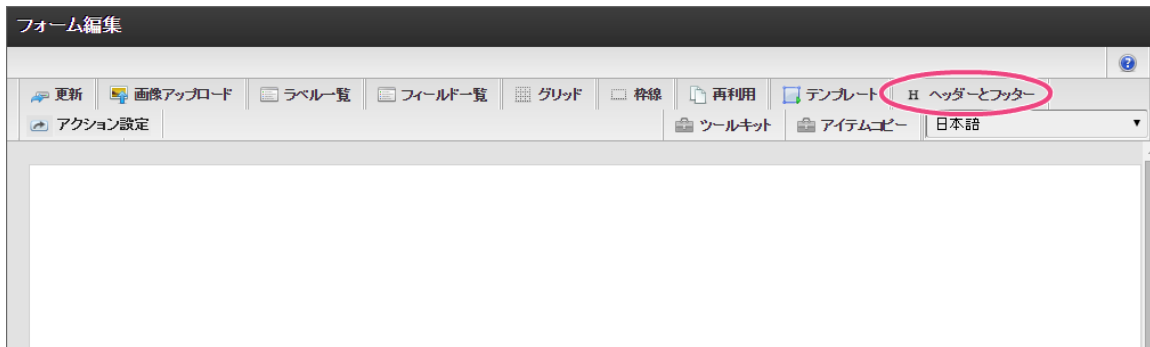 フォーム編集
更新 画像アップロード ラベル一覧 フィールド一覧 グリッド 枠線 再利用 テンプレート H ヘッダーとフッター
アクション設定 ツールキット アイテムコピー 日本語